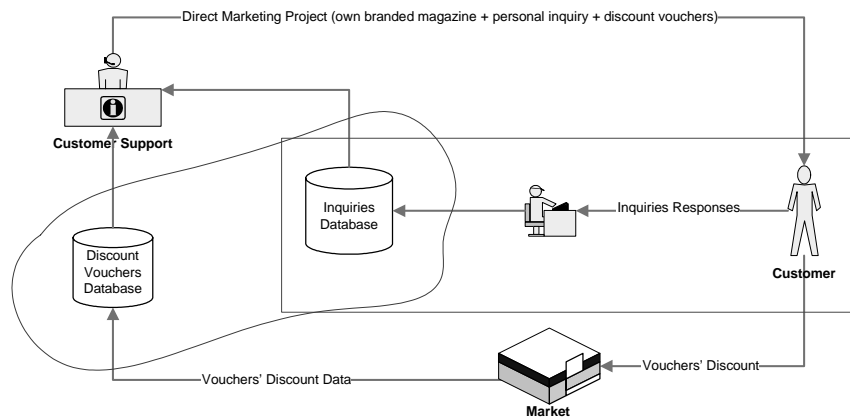 Direct Marketing Project (own branded magazine + personal inquiry + discount vouchers)
Customer Support
Inquiries
Database
Inquiries Responses
Discount
Vouchers
Database
Customer
Vouchers' Discount
Vouchers' Discount Data
Market